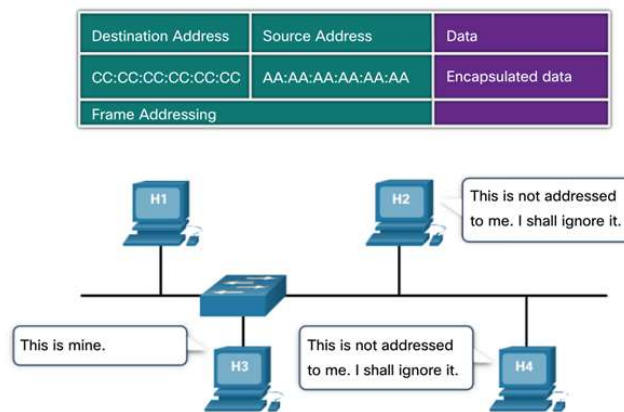 Destination Address Source Address Data
CC:CC:CC:CC:CC:CC AA:AA:AA:AA:AA:AA Encapsulated data
Frame Addressing
H1
H2
This is not addressed
to me. I shall ignore it.
This is mine.
H3
This is not addressed
to me. I shall ignore it.
H4